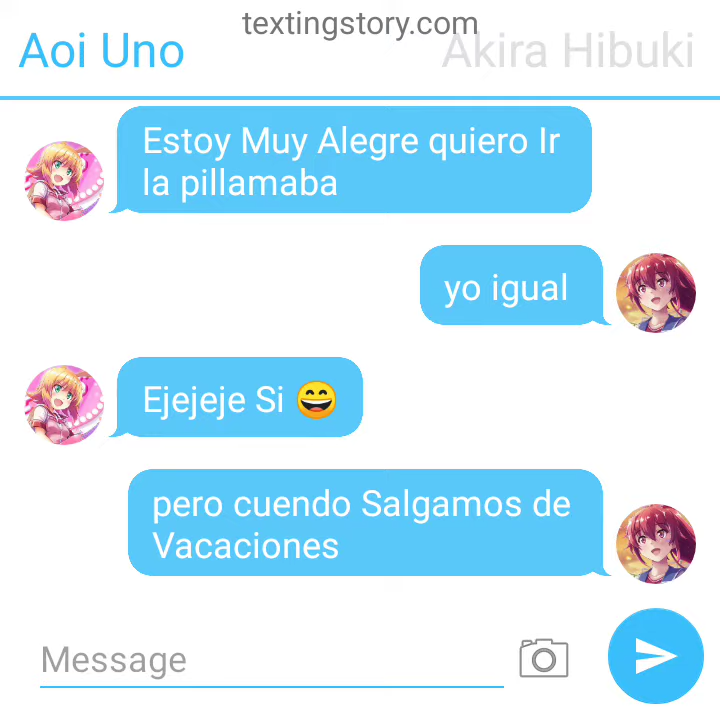 textingstory.com
Aoi Uno
Akira Hibuki
Estoy Muy Alegre quiero Ir
la pillamaba
yo igual
Ejejeje Si 😄
pero cuendo Salgamos de
Vacaciones
Message